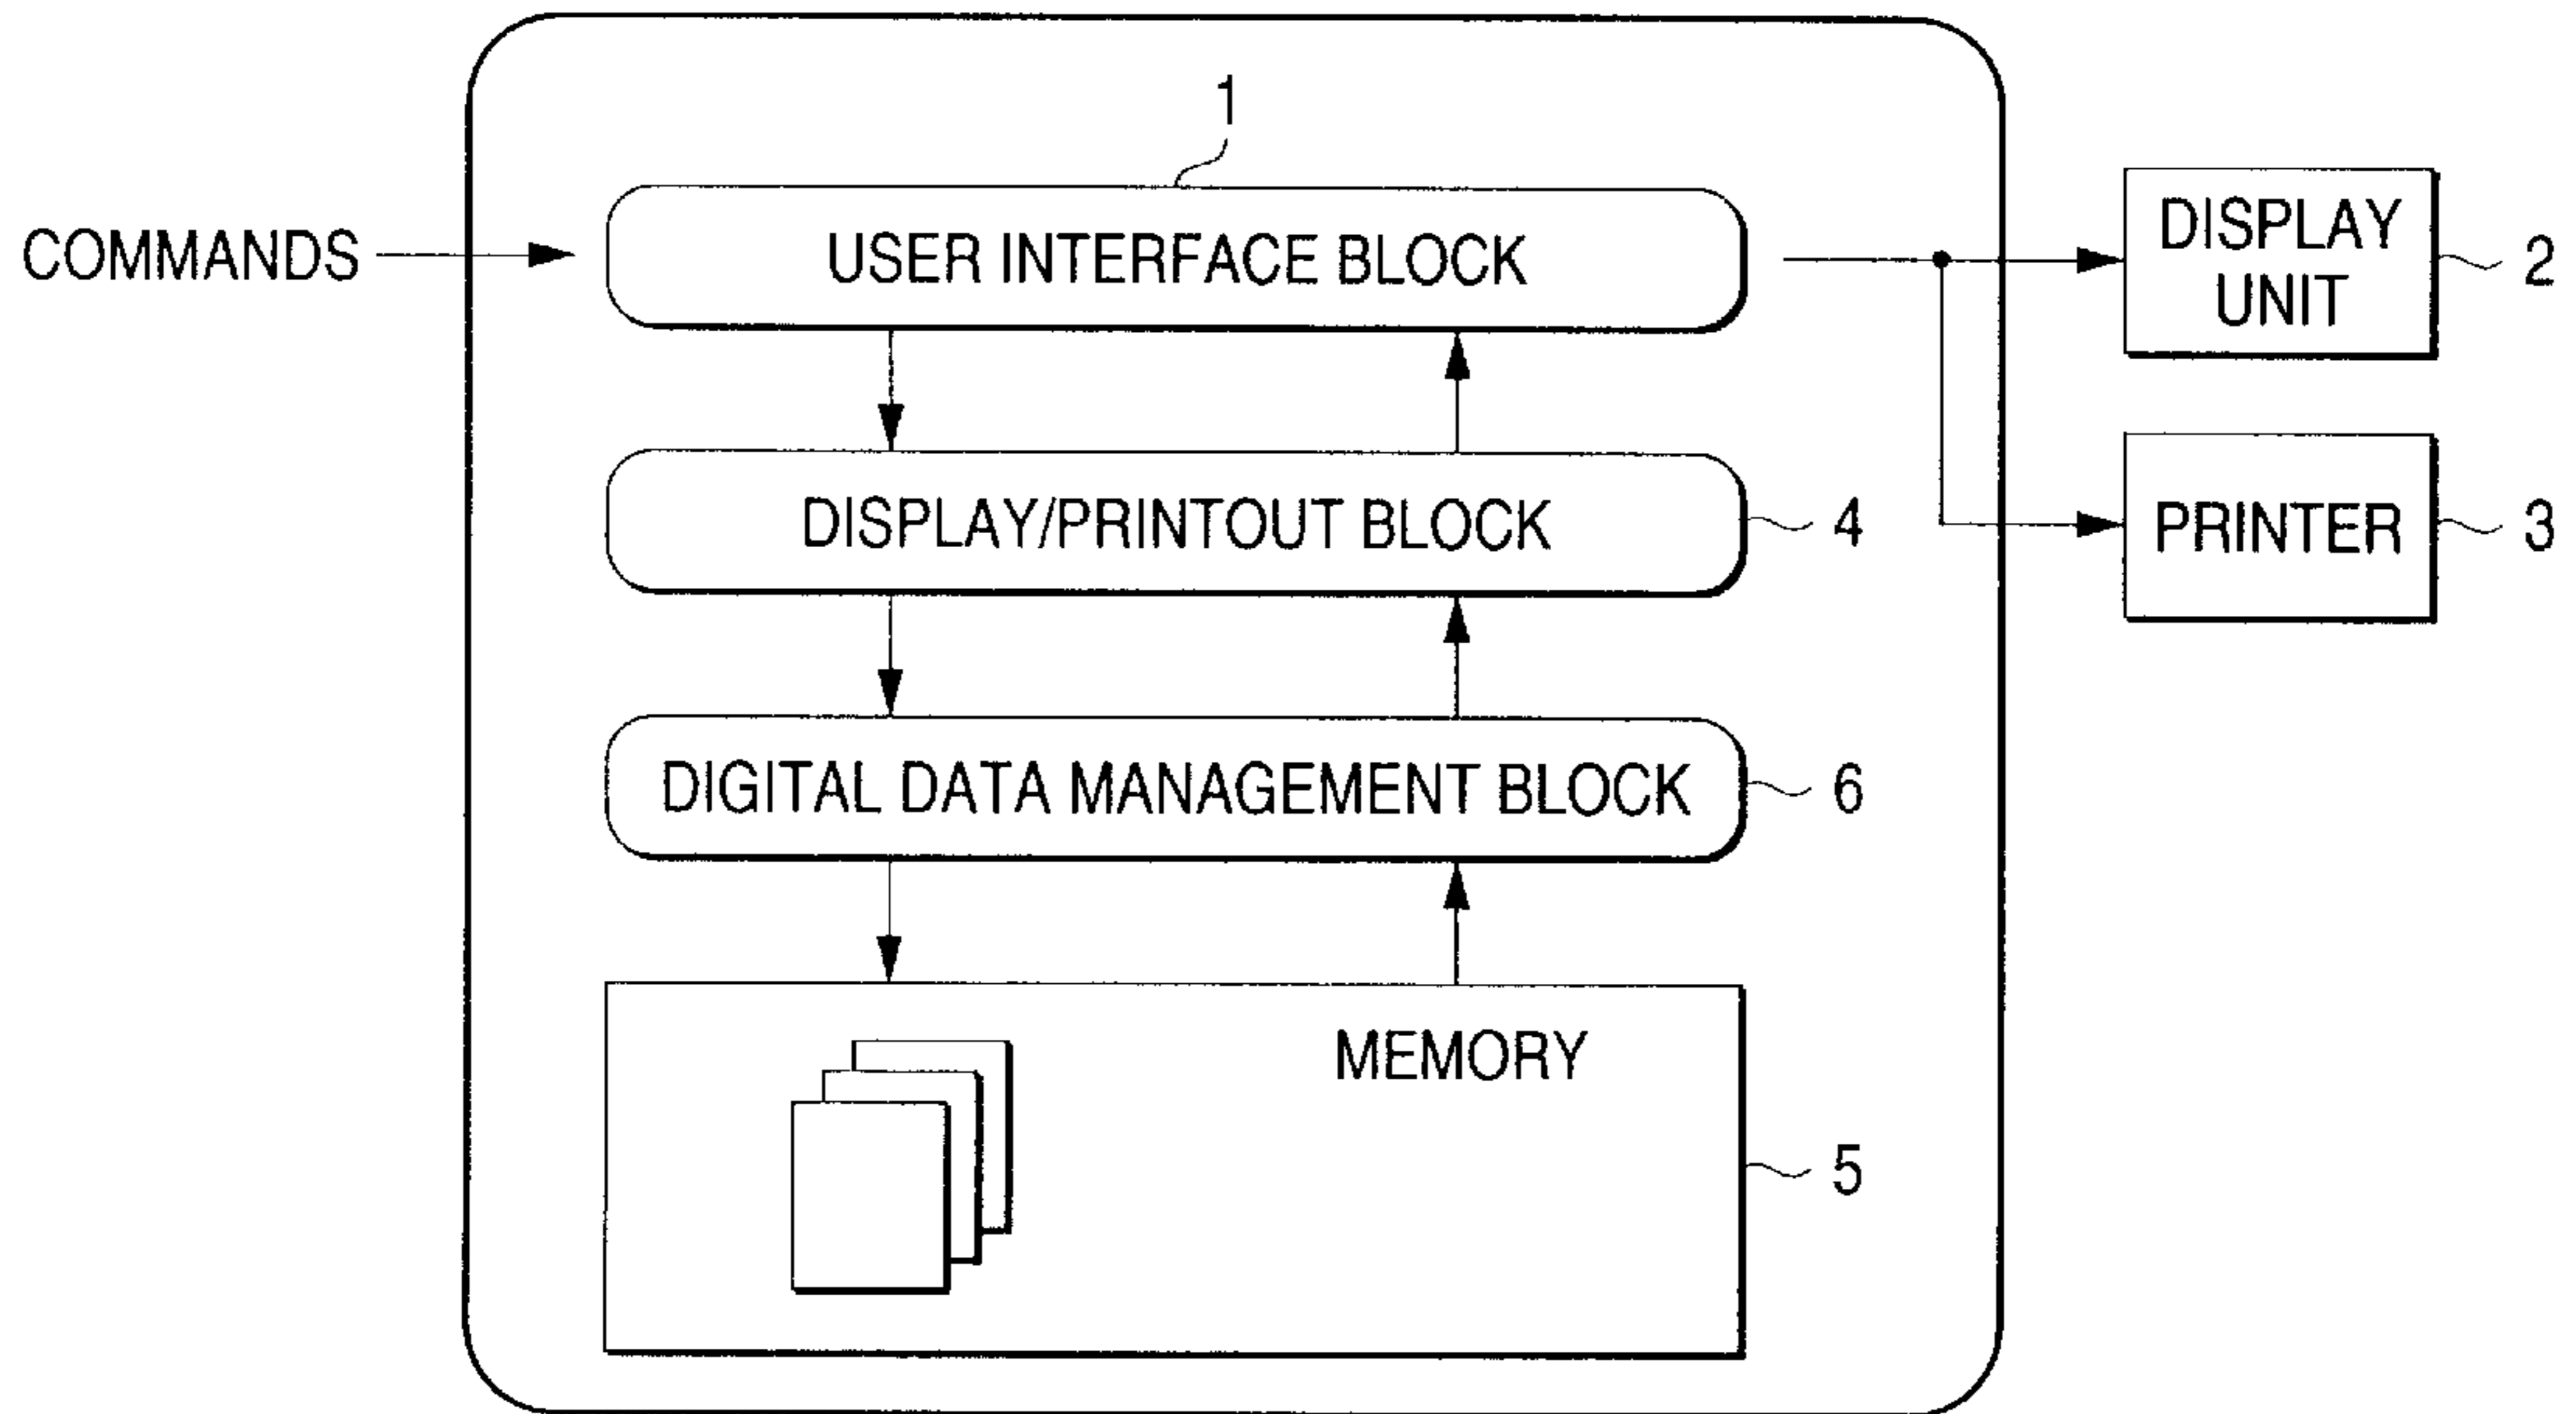 1
COMMANDS
USER INTERFACE BLOCK
DISPLAY
UNIT
2
DISPLAY/PRINTOUT BLOCK
4
PRINTER
3
DIGITAL DATA MANAGEMENT BLOCK
6
MEMORY
5